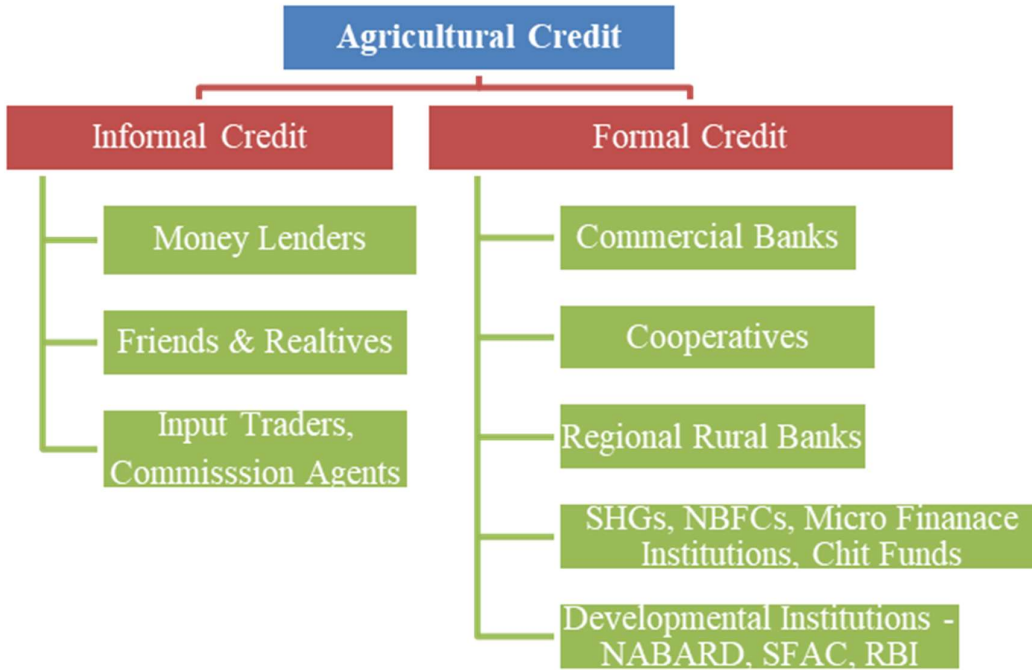 Agricultural Credit
Informal Credit
Money Lenders
Friends & Realtives
Input Traders,
Commisssion Agents
Formal Credit
Commercial Banks
Cooperatives
Regional Rural Banks
SHGs, NBFCs, Micro Finanace
Institutions, Chit Funds
Developmental Institutions -
NABARD, SFAC, RBI